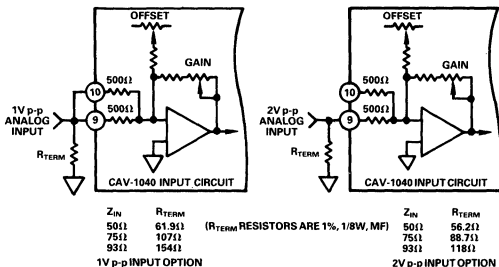 OFFSET
GAIN
10
500Ω
500Ω
9
1V p-p
ANALOG
INPUT
RTERM
CAV-1040 INPUT CIRCUIT
OFFSET
GAIN
10
500Ω
500Ω
9
2V p-p
ANALOG
INPUT
RTERM
CAV-1040 INPUT CIRCUIT
ZIN RTERM
50Ω 61.9Ω
75Ω 107Ω
93Ω 154Ω
1V p-p INPUT OPTION
(RTERM RESISTORS ARE 1%, 1/8W, MF)
ZIN RTERM
50Ω 56.2Ω
75Ω 88.7Ω
93Ω 118Ω
2V p-p INPUT OPTION